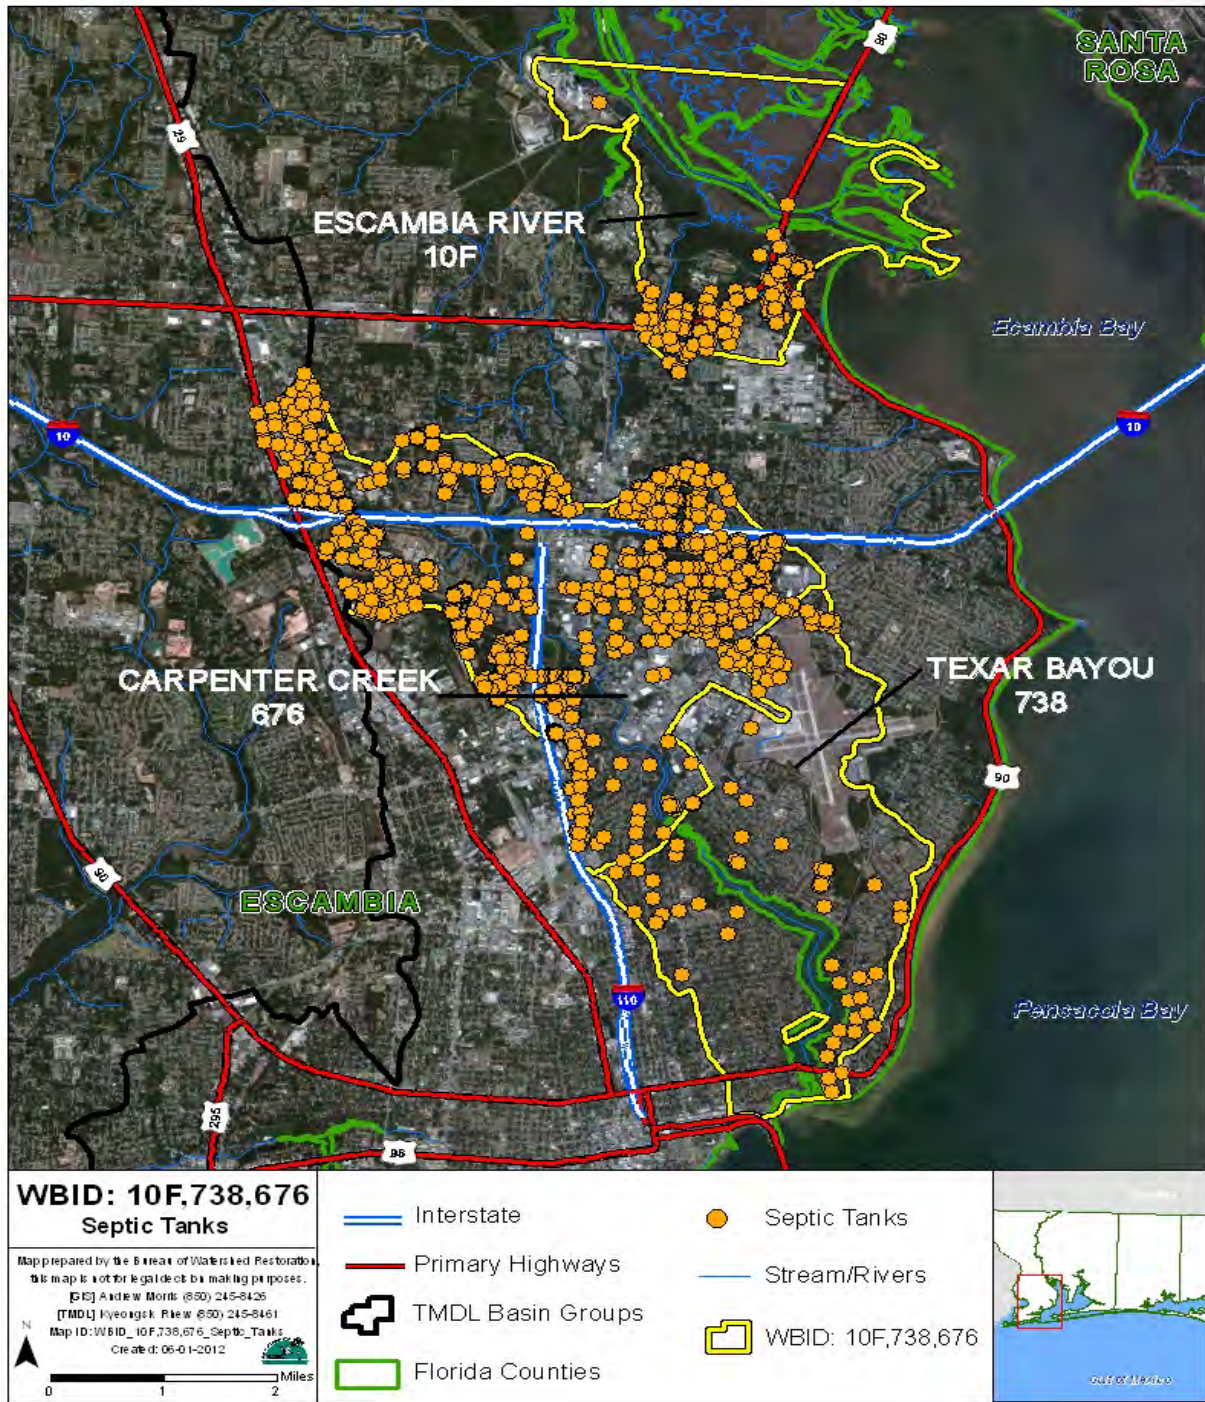 SANTA
ROSA
90
29
ESCAMBIA RIVER
10F
Ecambia Bay
10
10
CARPENTER CREEK
676
TEXAR BAYOU
738
90
90
ESCAMBIA
110
Pensacola Bay
295
98
WBID: 10F,738,676
Septic Tanks
Map prepared by the Bureau of Watershed Restoration,
this map is not for legal decision making purposes.
[GIS] Andrew Morris (850) 245-8426
[TMDL] Kyeongsik Rhew (850) 245-8461
Map ID: WBID_10F,738,676_Septic_Tanks
Created: 06-01-2012
N
Miles
0 1 2
Interstate
Primary Highways
TMDL Basin Groups
Florida Counties
Septic Tanks
Stream/Rivers
WBID: 10F,738,676
Gulf of Mexico